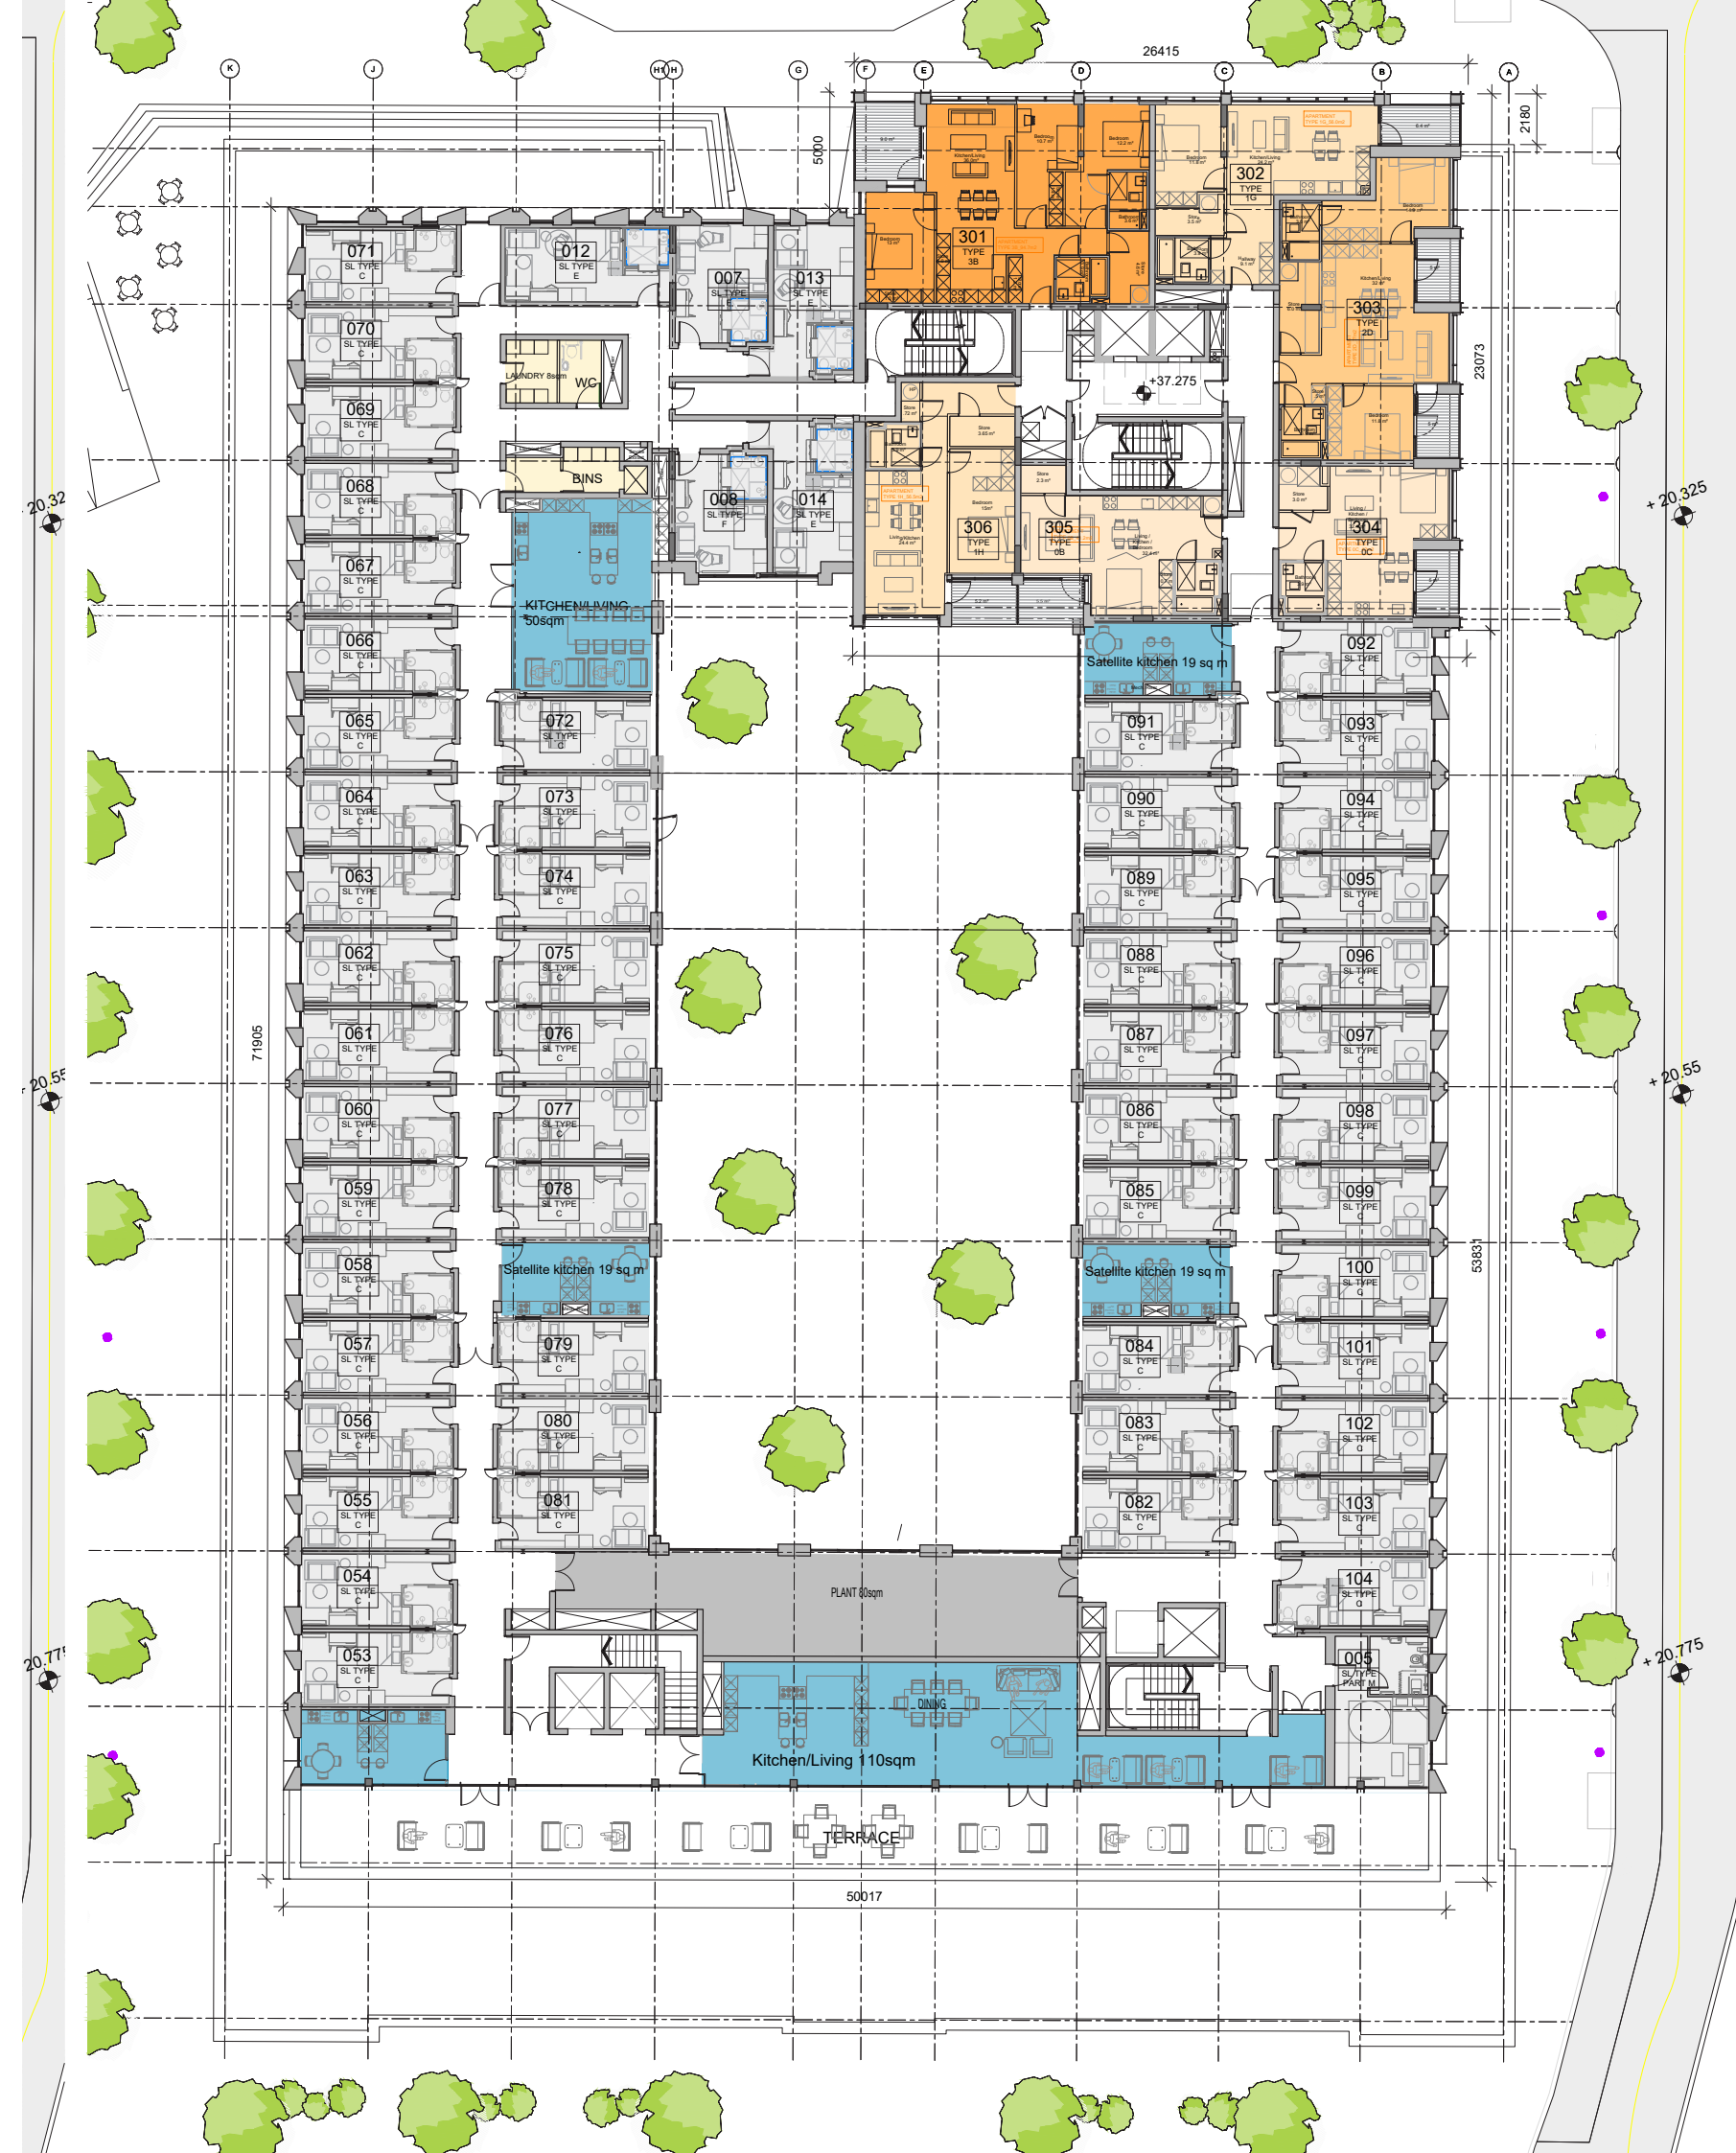 26415
K
J
H1
H
G
F
E
D
C
B
A
5000
2180
071
SL TYPE
C
012
SL TYPE
E
007
SL TYPE
F
013
SL TYPE
E
301
TYPE
3B
302
TYPE
1G
303
TYPE
2D
070
SL TYPE
C
069
SL TYPE
C
LAUNDRY 8sqm
WC
+37.275
23073
068
SL TYPE
C
BINS
008
SL TYPE
F
014
SL TYPE
E
306
TYPE
1H
305
TYPE
0B
304
TYPE
0C
+ 20.325
067
SL TYPE
C
KITCHEN/LIVING
50sqm
066
SL TYPE
C
Satellite kitchen 19 sq m
092
SL TYPE
C
065
SL TYPE
C
072
SL TYPE
C
091
SL TYPE
C
093
SL TYPE
C
064
SL TYPE
C
073
SL TYPE
C
090
SL TYPE
C
094
SL TYPE
C
063
SL TYPE
C
074
SL TYPE
C
089
SL TYPE
C
095
SL TYPE
C
062
SL TYPE
C
075
SL TYPE
C
088
SL TYPE
C
096
SL TYPE
C
71905
061
SL TYPE
C
076
SL TYPE
C
087
SL TYPE
C
097
SL TYPE
C
+ 20.55
+ 20.55
060
SL TYPE
C
077
SL TYPE
C
086
SL TYPE
C
098
SL TYPE
C
059
SL TYPE
C
078
SL TYPE
C
085
SL TYPE
C
099
SL TYPE
C
53831
058
SL TYPE
C
Satellite kitchen 19 sq m
Satellite kitchen 19 sq m
100
SL TYPE
C
057
SL TYPE
C
079
SL TYPE
C
084
SL TYPE
C
101
SL TYPE
C
056
SL TYPE
C
080
SL TYPE
C
083
SL TYPE
C
102
SL TYPE
C
055
SL TYPE
C
081
SL TYPE
C
082
SL TYPE
C
103
SL TYPE
C
054
SL TYPE
C
PLANT 80sqm
104
SL TYPE
C
053
SL TYPE
C
005
SL TYPE
PART M
20.775
+ 20.775
DINING
Kitchen/Living 110sqm
TERRACE
50017